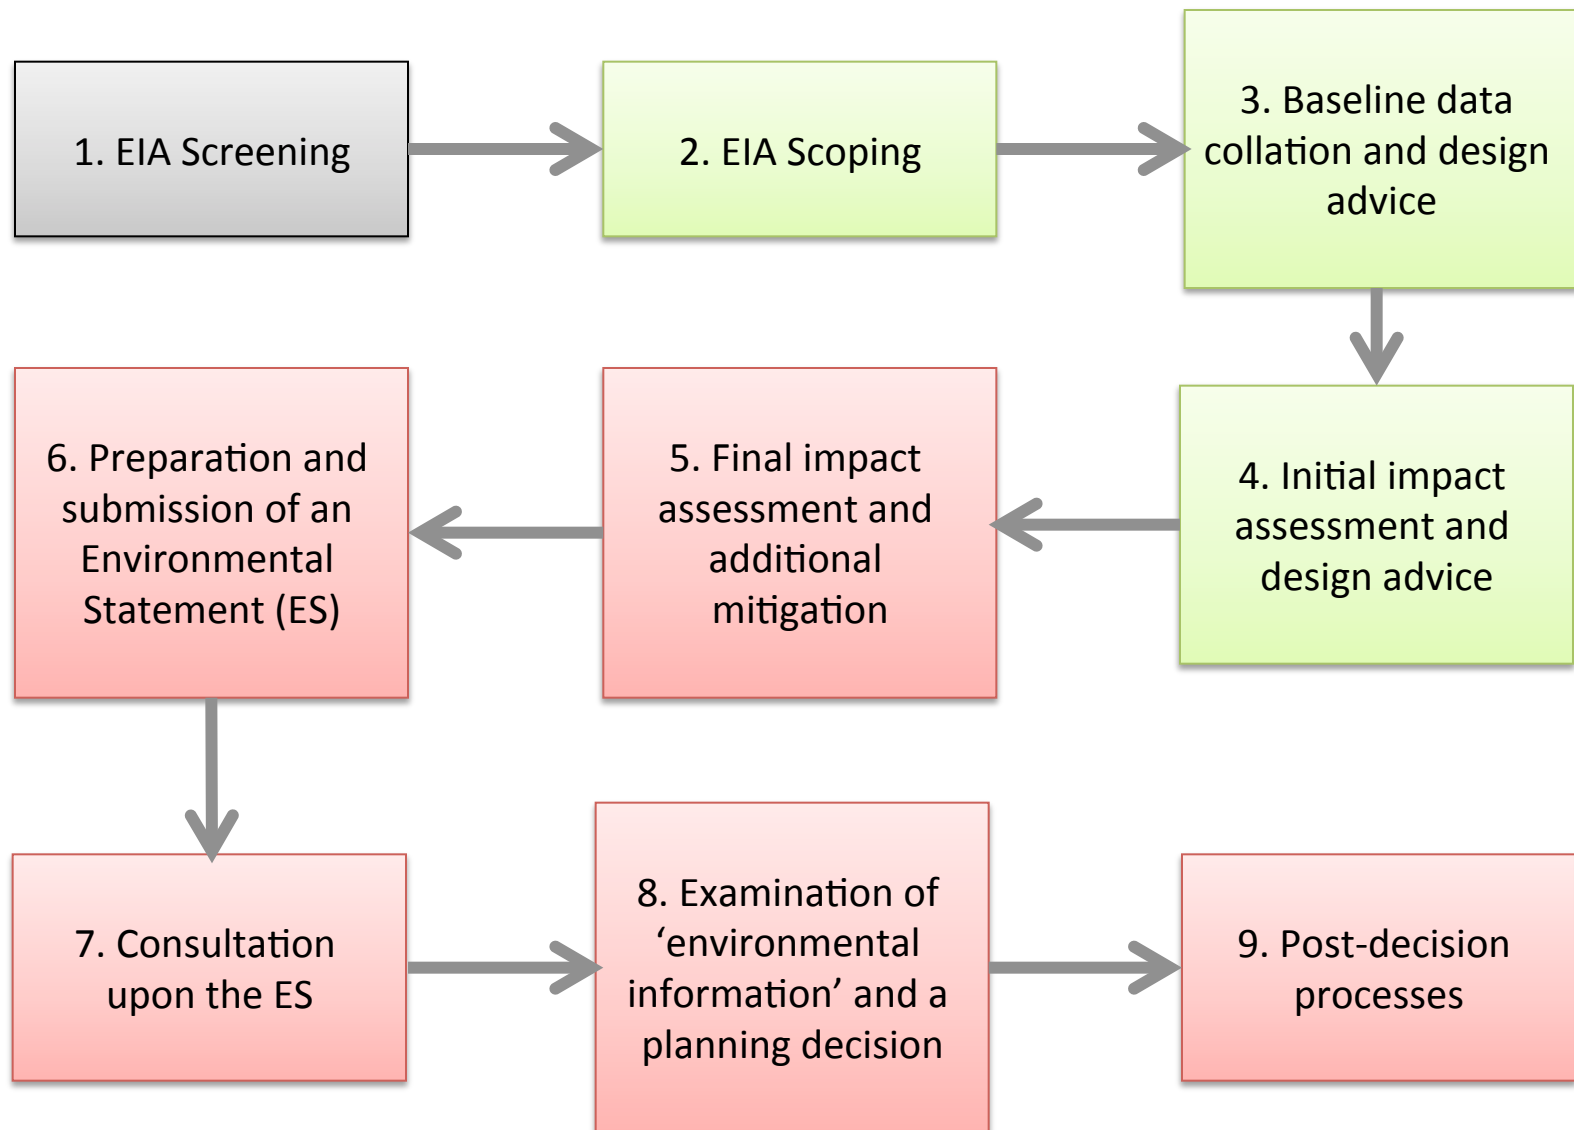 1. EIA Screening
2. EIA Scoping
3. Baseline data
collation and design
advice
4. Initial impact
assessment and
design advice
5. Final impact
assessment and
additional
mitigation
6. Preparation and
submission of an
Environmental
Statement (ES)
7. Consultation
upon the ES
8. Examination of
‘environmental
information’ and a
planning decision
9. Post-decision
processes